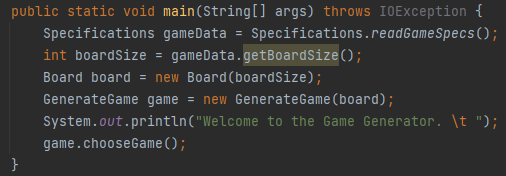 public static void main(String[] args) throws IOException {
    Specifications gameData = Specifications.readGameSpecs();
    int boardSize = gameData.getBoardSize();
    Board board = new Board(boardSize);
    GenerateGame game = new GenerateGame(board);
    System.out.println("Welcome to the Game Generator. \t ");
    game.chooseGame();
}